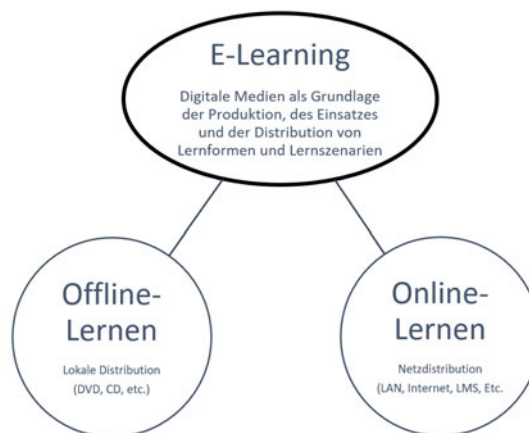 E-Learning
Digitale Medien als Grundlage
der Produktion, des Einsatzes
und der Distribution von
Lernformen und Lernszenarien
Offline-
Lernen
Lokale Distribution
(DVD, CD, etc.)
Online-
Lernen
Netzdistribution
(LAN, Internet, LMS, Etc.